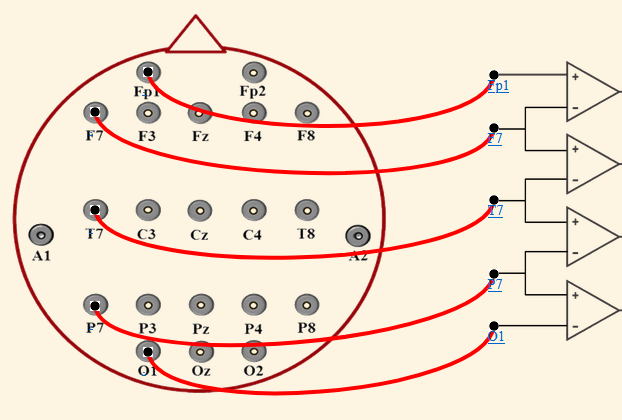 Fp1 Fp2
Fp1
F7 F3 Fz F4 F8
F7
T7 C3 Cz C4 T8
T7
A1 A2
P7
P7 P3 Pz P4 P8
O1
O1 Oz O2
+
−
+
−
+
−
+
−